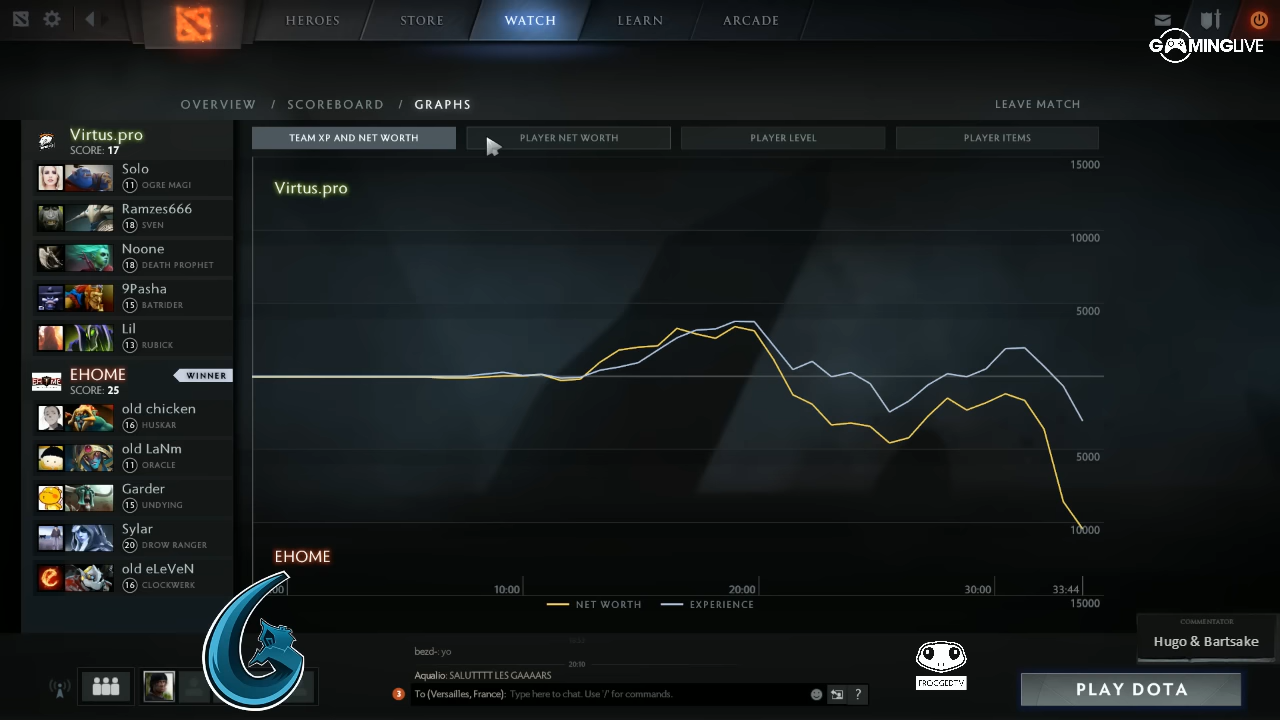 HEROES
STORE
WATCH
LEARN
ARCADE
GAMINGLIVE
OVERVIEW / SCOREBOARD / GRAPHS
LEAVE MATCH
TEAM XP AND NET WORTH
PLAYER NET WORTH
PLAYER LEVEL
PLAYER ITEMS
Virtus.pro
SCORE: 17
Solo
11 OGRE MAGI
Ramzes666
18 SVEN
Noone
18 DEATH PROPHET
9Pasha
15 BATRIDER
Lil
13 RUBICK
EHOME
WINNER
SCORE: 25
old chicken
16 HUSKAR
old LaNm
11 ORACLE
Garder
15 UNDYING
Sylar
20 DROW RANGER
old eLeVeN
16 CLOCKWERK
Virtus.pro
15000
10000
5000
5000
10000
15000
EHOME
10:00
20:00
30:00
33:44
NET WORTH
EXPERIENCE
COMMENTATOR
Hugo & Bartsake
bezd-: yo
20:10
Aqualio: SALUTTTT LES GAAAARS
3 To (Versailles, France): Type here to chat. Use '/' for commands.
?
FROGGEDTV
PLAY DOTA